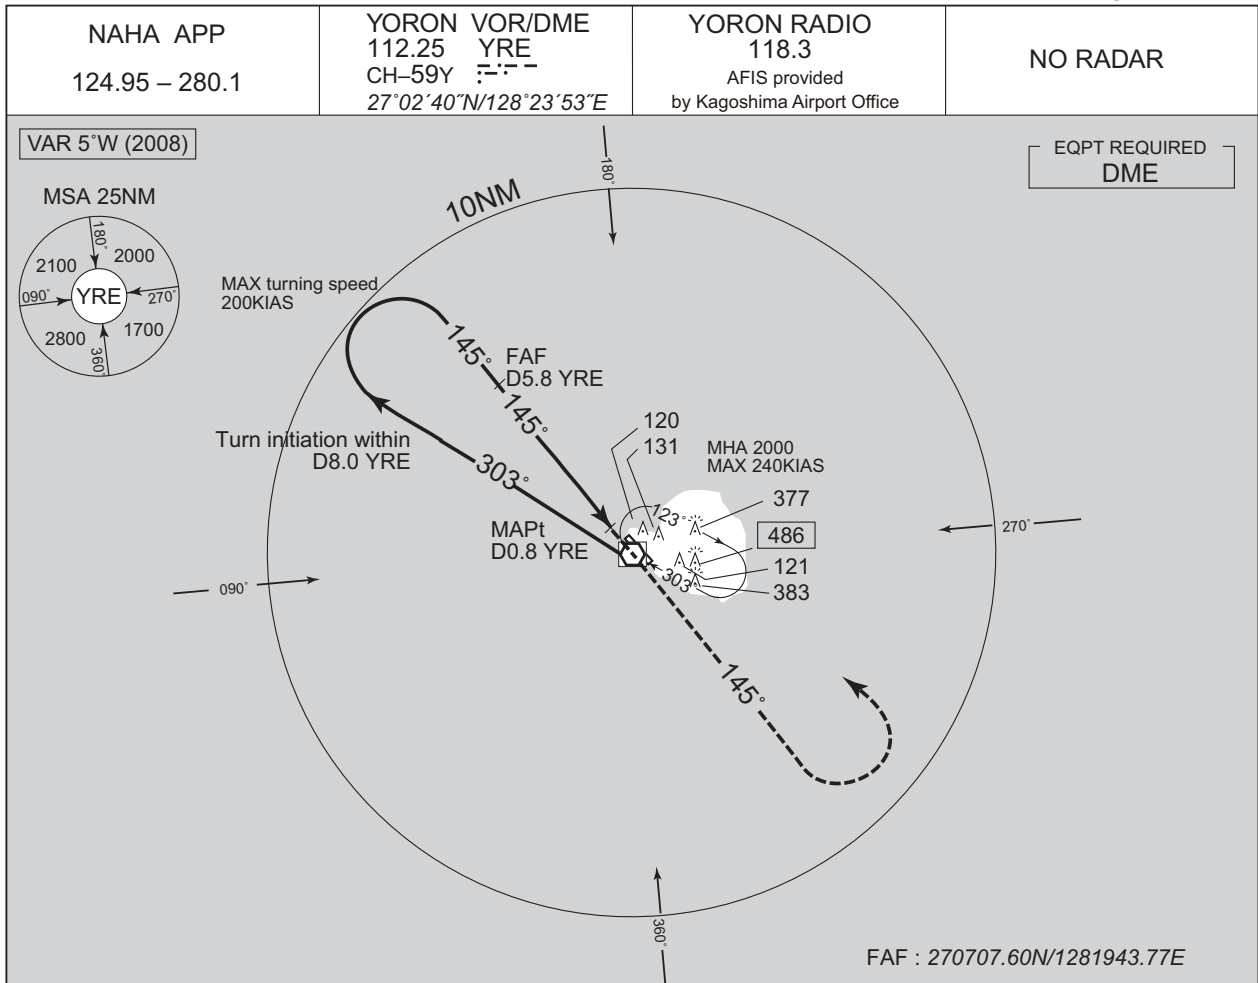 NAHA APP
124.95 – 280.1
YORON VOR/DME
112.25 YRE
CH–59Y
27°02´40˝N/128°23´53˝E
YORON RADIO
118.3
AFIS provided
by Kagoshima Airport Office
NO RADAR
VAR 5°W (2008)
EQPT REQUIRED
DME
MSA 25NM
180°
2100
2000
090°
YRE
270°
2800
1700
360°
180°
10NM
MAX turning speed
200KIAS
145°
FAF
D5.8 YRE
145°
Turn initiation within
D8.0 YRE
303°
120
131
MHA 2000
MAX 240KIAS
123°
377
486
121
383
303°
MAPt
D0.8 YRE
270°
090°
145°
360°
FAF : 270707.60N/1281943.77E